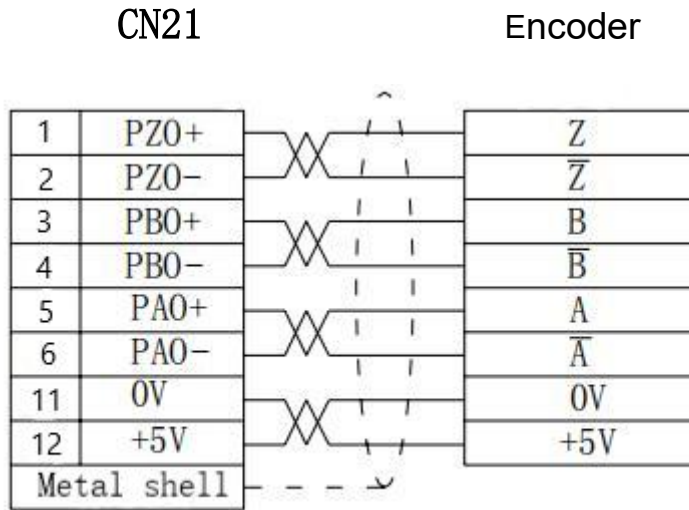 CN21 Encoder
1 PZO+ Z
2 PZO- Z̅
3 PBO+ B
4 PBO- B̅
5 PAO+ A
6 PAO- A̅
11 0V 0V
12 +5V +5V
Metal shell